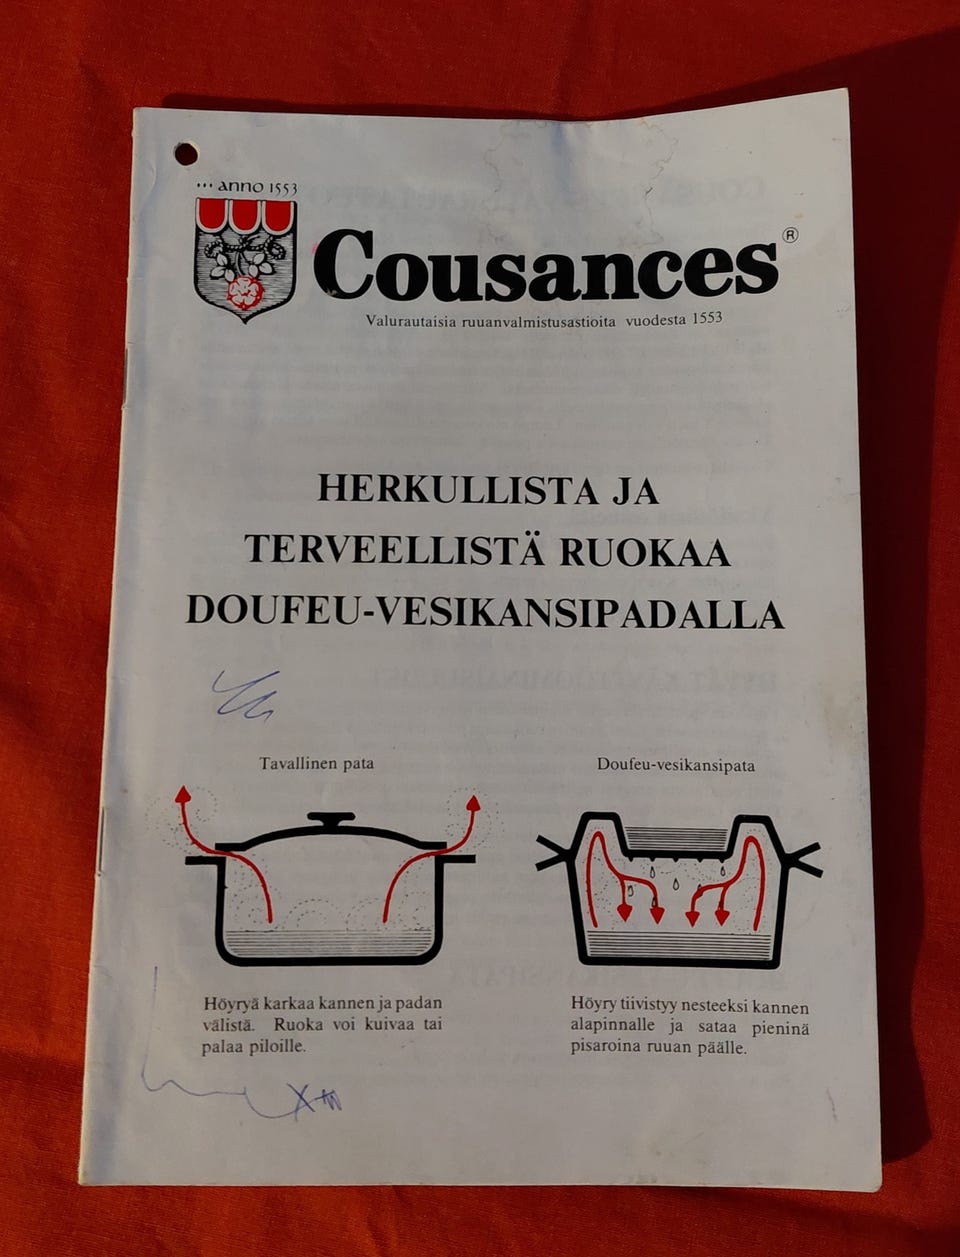 ... anno 1553
Cousances®
Valurautaisia ruuanvalmistusastioita vuodesta 1553
HERKULLISTA JA
TERVEELLISTÄ RUOKAA
DOUFEU-VESIKANSIPADALLA
Tavallinen pata
Höyryä karkaa kannen ja padan
välistä. Ruoka voi kuivaa tai
palaa piloille.
Doufeu-vesikansipata
Höyry tiivistyy nesteeksi kannen
alapinnalle ja sataa pieninä
pisaroina ruuan päälle.